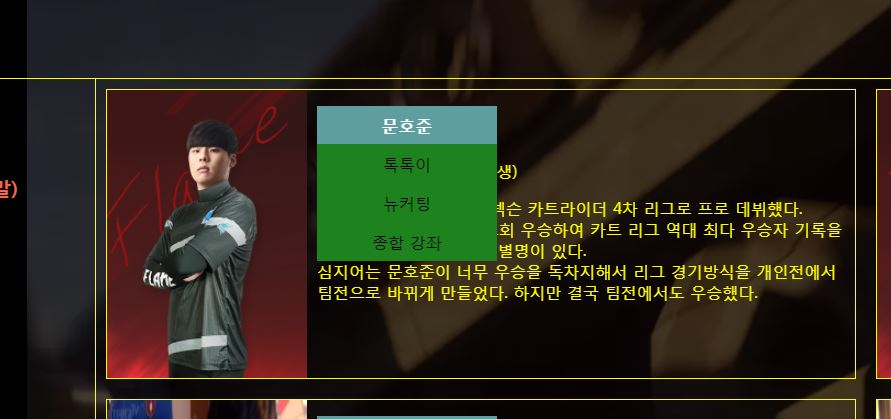 말)
Flame
문호준
톡톡이
뉴커팅
종합 강좌
생)
넥슨 카트라이더 4차 리그로 프로 데뷔했다.
회 우승하여 카트 리그 역대 최다 우승자 기록을
별명이 있다.
심지어는 문호준이 너무 우승을 독차지해서 리그 경기방식을 개인전에서
팀전으로 바뀌게 만들었다. 하지만 결국 팀전에서도 우승했다.
FLAME